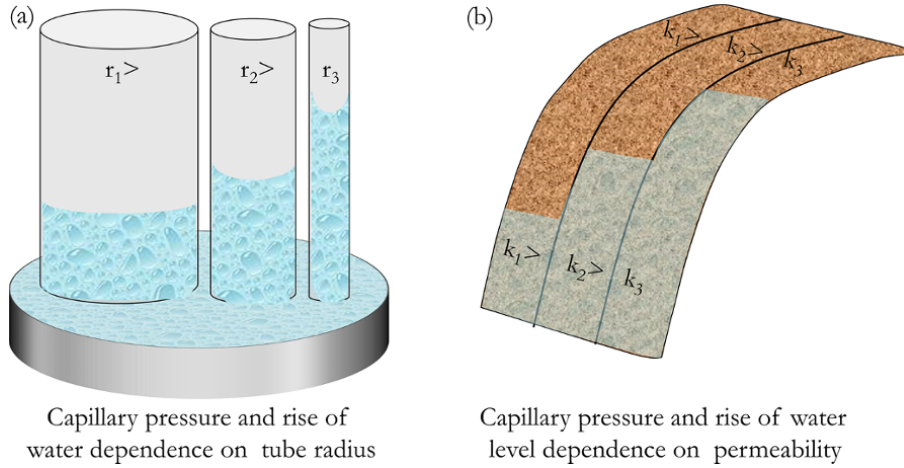 (a)
r1>
r2>
r3
Capillary pressure and rise of
water dependence on tube radius
(b)
k1>
k2>
k3
k1>
k2>
k3
Capillary pressure and rise of water
level dependence on permeability